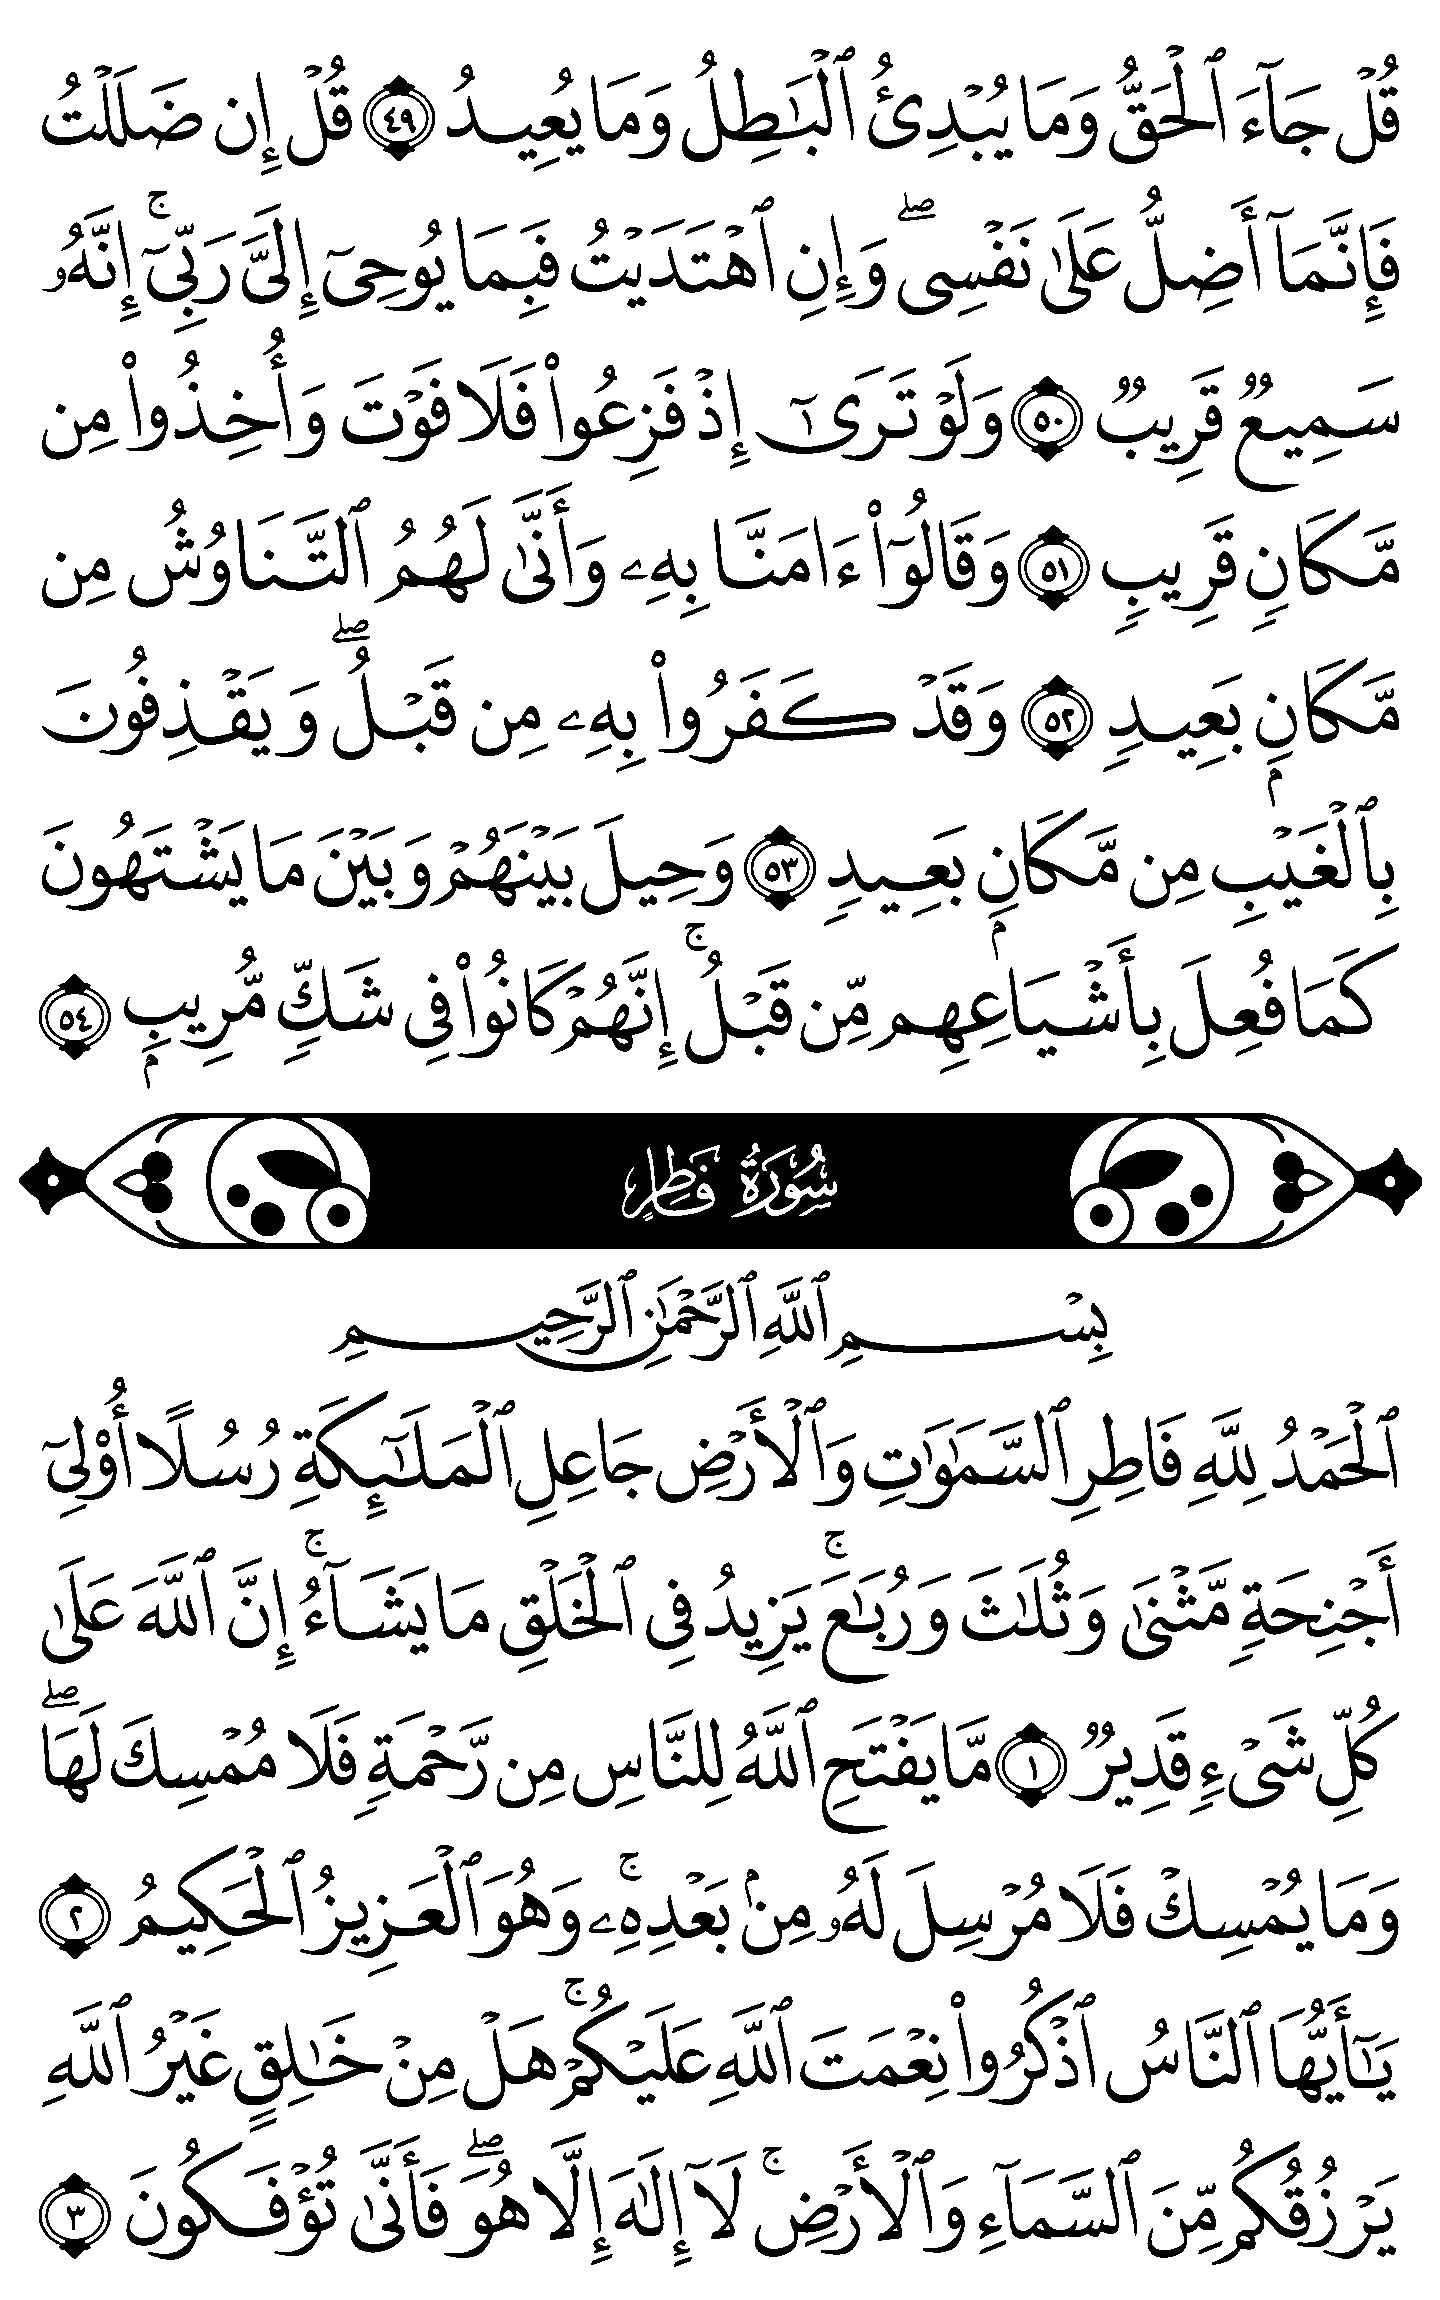 قُلۡ جَآءَ ٱلۡحَقُّ وَمَا يُبۡدِئُ ٱلۡبَٰطِلُ وَمَا يُعِيدُ ٤٩ قُلۡ إِن ضَلَلۡتُ
فَإِنَّمَآ أَضِلُّ عَلَىٰ نَفۡسِيۖ وَإِنِ ٱهۡتَدَيۡتُ فَبِمَا يُوحِيٓ إِلَيَّ رَبِّيٓۚ إِنَّهُۥ
سَمِيعٞ قَرِيبٞ ٥٠ وَلَوۡ تَرَىٰٓ إِذۡ فَزِعُواْ فَلَا فَوۡتَ وَأُخِذُواْ مِن
مَّكَانٖ قَرِيبٖ ٥١ وَقَالُوٓاْ ءَامَنَّا بِهِۦ وَأَنَّىٰ لَهُمُ ٱلتَّنَاوُشُ مِن
مَّكَانِۭ بَعِيدٖ ٥٢ وَقَدۡ كَفَرُواْ بِهِۦ مِن قَبۡلُۖ وَيَقۡذِفُونَ
بِٱلۡغَيۡبِ مِن مَّكَانِۭ بَعِيدٖ ٥٣ وَحِيلَ بَيۡنَهُمۡ وَبَيۡنَ مَا يَشۡتَهُونَ
كَمَا فُعِلَ بِأَشۡيَاعِهِم مِّن قَبۡلُۚ إِنَّهُمۡ كَانُواْ فِي شَكّٖ مُّرِيبِۭ ٥٤
سُورَةُ فَاطِرٍ
بِسۡمِ ٱللَّهِ ٱلرَّحۡمَٰنِ ٱلرَّحِيمِ
ٱلۡحَمۡدُ لِلَّهِ فَاطِرِ ٱلسَّمَٰوَٰتِ وَٱلۡأَرۡضِ جَاعِلِ ٱلۡمَلَٰٓئِكَةِ رُسُلًا أُوْلِيٓ
أَجۡنِحَةٖ مَّثۡنَىٰ وَثُلَٰثَ وَرُبَٰعَۚ يَزِيدُ فِي ٱلۡخَلۡقِ مَا يَشَآءُۚ إِنَّ ٱللَّهَ عَلَىٰ
كُلِّ شَيۡءٖ قَدِيرٞ ١ مَّا يَفۡتَحِ ٱللَّهُ لِلنَّاسِ مِن رَّحۡمَةٖ فَلَا مُمۡسِكَ لَهَاۖ
وَمَا يُمۡسِكۡ فَلَا مُرۡسِلَ لَهُۥ مِنۢ بَعۡدِهِۦۚ وَهُوَ ٱلۡعَزِيزُ ٱلۡحَكِيمُ ٢
يَٰٓأَيُّهَا ٱلنَّاسُ ٱذۡكُرُواْ نِعۡمَتَ ٱللَّهِ عَلَيۡكُمۡۚ هَلۡ مِنۡ خَٰلِقٍ غَيۡرُ ٱللَّهِ
يَرۡزُقُكُم مِّنَ ٱلسَّمَآءِ وَٱلۡأَرۡضِۚ لَآ إِلَٰهَ إِلَّا هُوَۖ فَأَنَّىٰ تُؤۡفَكُونَ ٣